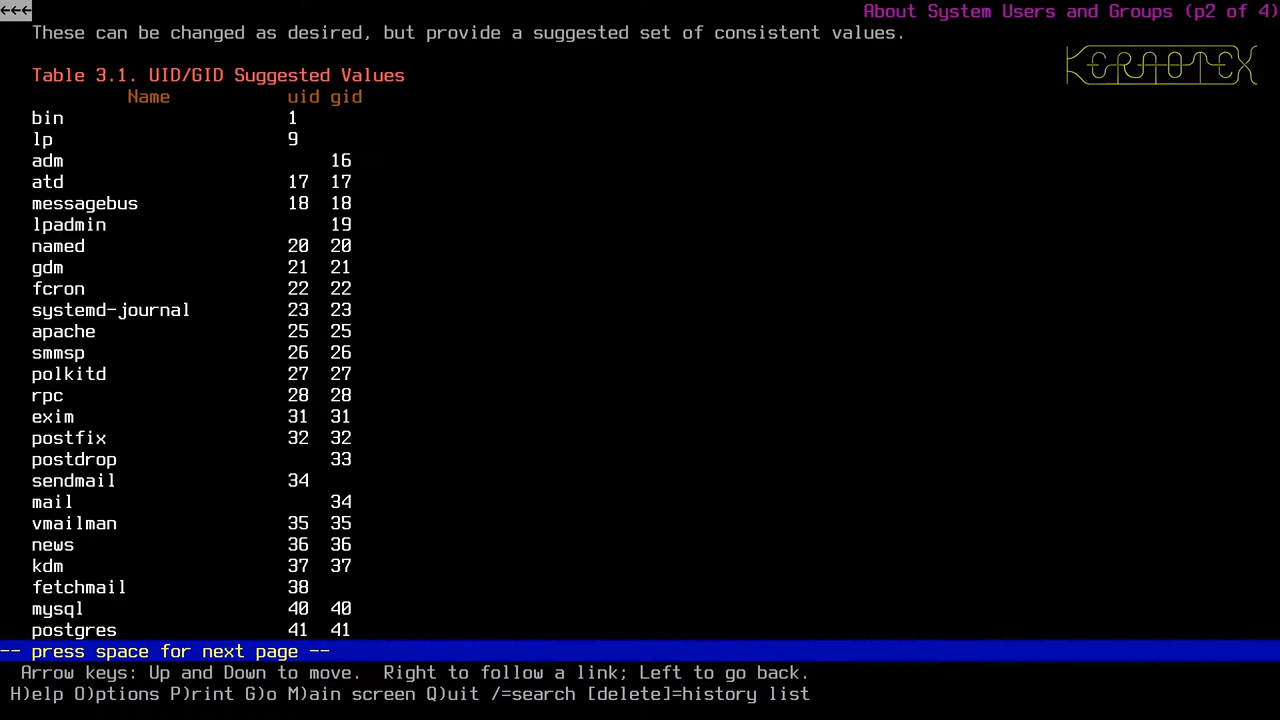 ←←← About System Users and Groups (p2 of 4)
These can be changed as desired, but provide a suggested set of consistent values.
KERNOTEX
Table 3.1. UID/GID Suggested Values
Name uid gid
bin 1
lp 9
adm 16
atd 17 17
messagebus 18 18
lpadmin 19
named 20 20
gdm 21 21
fcron 22 22
systemd-journal 23 23
apache 25 25
smmsp 26 26
polkitd 27 27
rpc 28 28
exim 31 31
postfix 32 32
postdrop 33
sendmail 34
mail 34
vmailman 35 35
news 36 36
kdm 37 37
fetchmail 38
mysql 40 40
postgres 41 41
-- press space for next page --
Arrow keys: Up and Down to move. Right to follow a link; Left to go back.
H)elp O)ptions P)rint G)o M)ain screen Q)uit /=search [delete]=history list